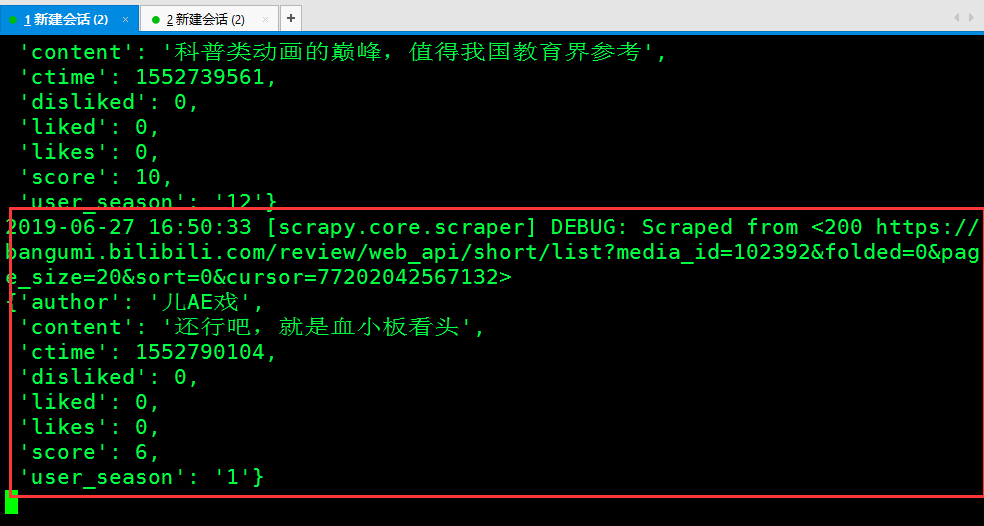 1 新建会话 (2) ×
2 新建会话 (2) ×
+
'content': '科普类动画的巅峰，值得我国教育界参考',
'ctime': 1552739561,
'disliked': 0,
'liked': 0,
'likes': 0,
'score': 10,
'user_season': '12'}
2019-06-27 16:50:33 [scrapy.core.scraper] DEBUG: Scraped from <200 https://
bangumi.bilibili.com/review/web_api/short/list?media_id=102392&folded=0&pag
e_size=20&sort=0&cursor=77202042567132>
{'author': '儿AE戏',
'content': '还行吧，就是血小板看头',
'ctime': 1552790104,
'disliked': 0,
'liked': 0,
'likes': 0,
'score': 6,
'user_season': '1'}